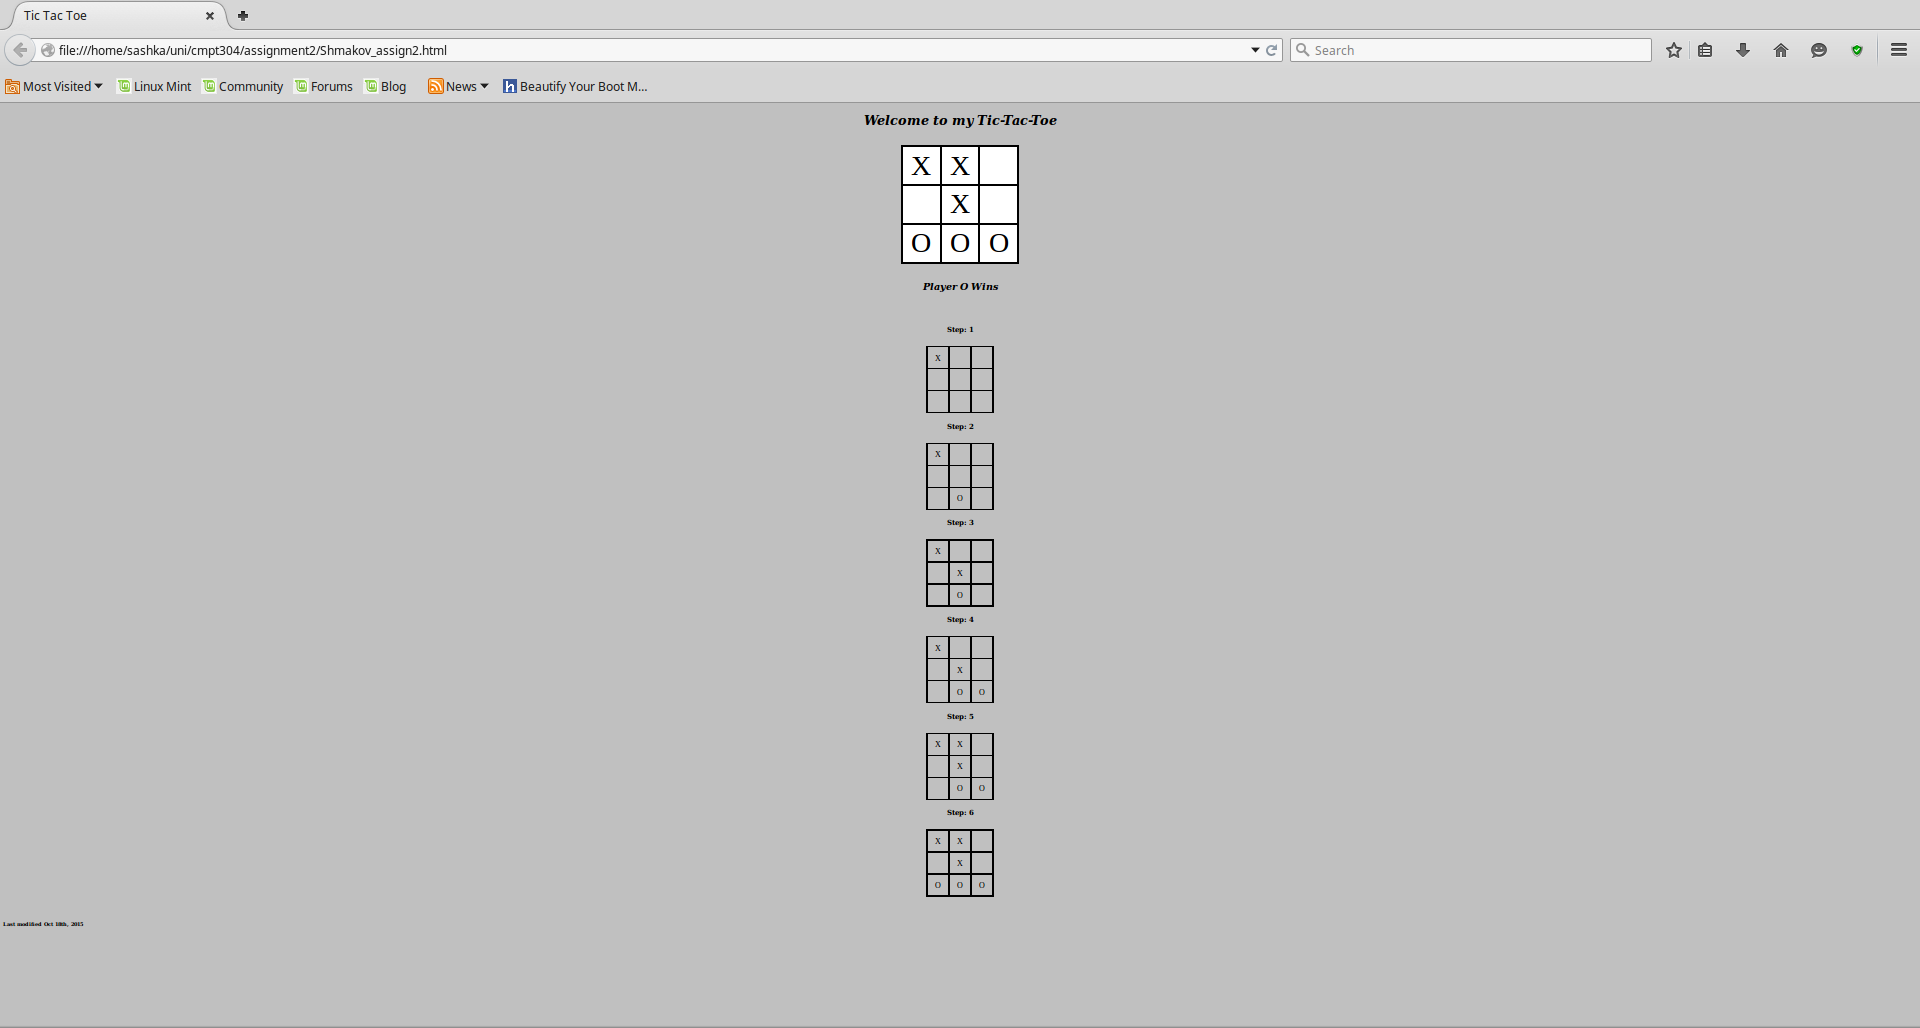 Tic Tac Toe
file:///home/sashka/uni/cmpt304/assignment2/Shmakov_assign2.html
Search
Most Visited Linux Mint Community Forums Blog News Beautify Your Boot M...
Welcome to my Tic-Tac-Toe
X X
X
O O O
Player O Wins
Step: 1
X
Step: 2
X
O
Step: 3
X
X
O
Step: 4
X
X
O O
Step: 5
X X
X
O O
Step: 6
X X
X
O O O
Last modified Oct 18th, 2015